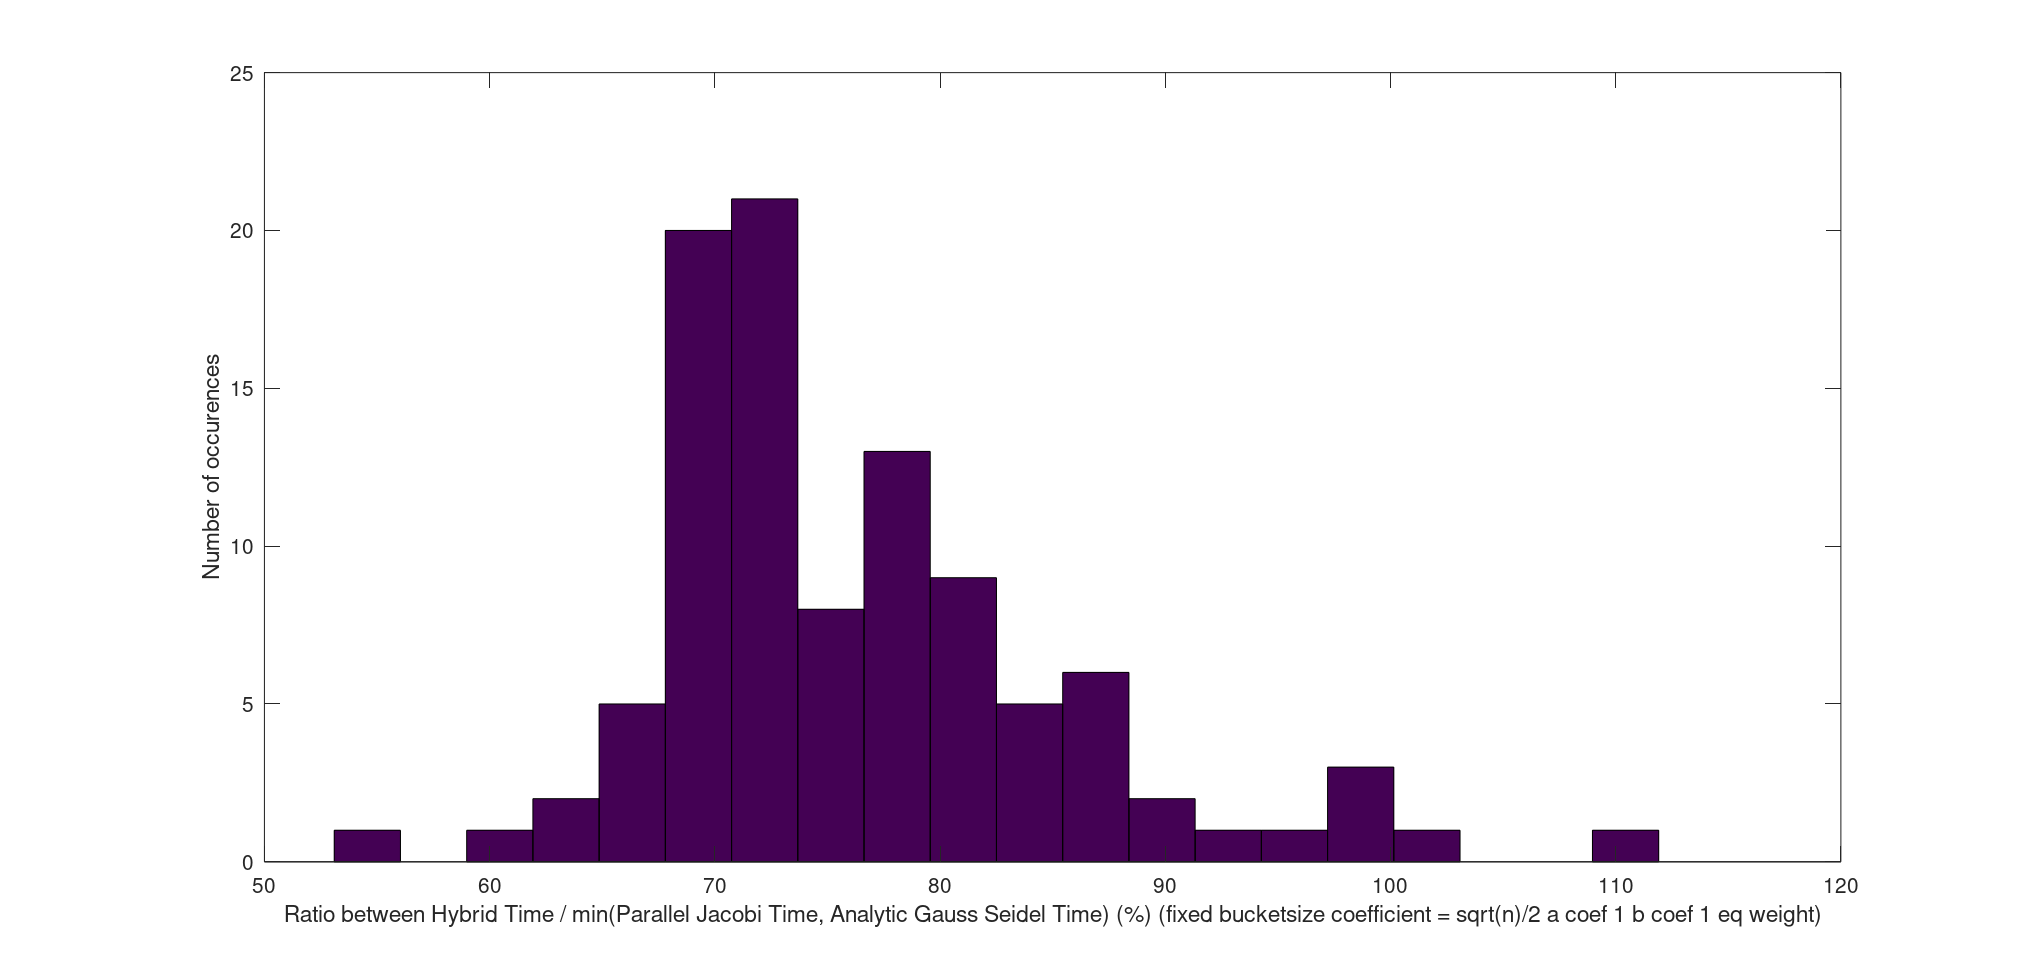 25
20
15
10
5
0
Number of occurences
50 60 70 80 90 100 110 120
Ratio between Hybrid Time / min(Parallel Jacobi Time, Analytic Gauss Seidel Time) (%) (fixed bucketsize coefficient = sqrt(n)/2 a coef 1 b coef 1 eq weight)